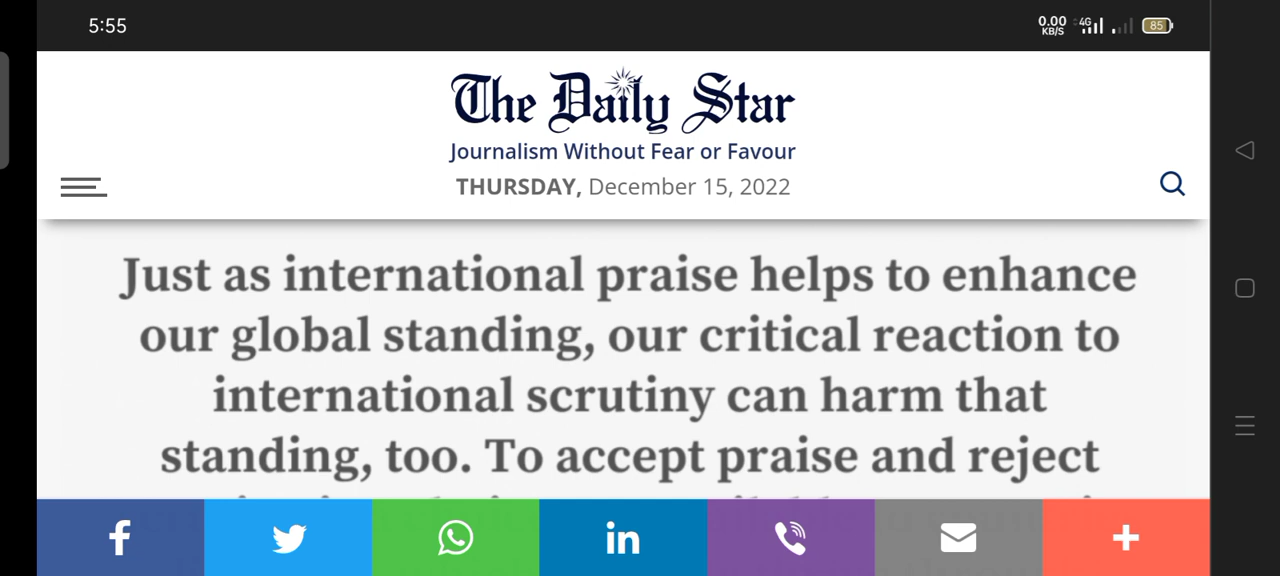 5:55
0.00
KB/S
4G
85
The Daily Star
Journalism Without Fear or Favour
THURSDAY, December 15, 2022
Just as international praise helps to enhance
our global standing, our critical reaction to
international scrutiny can harm that
standing, too. To accept praise and reject